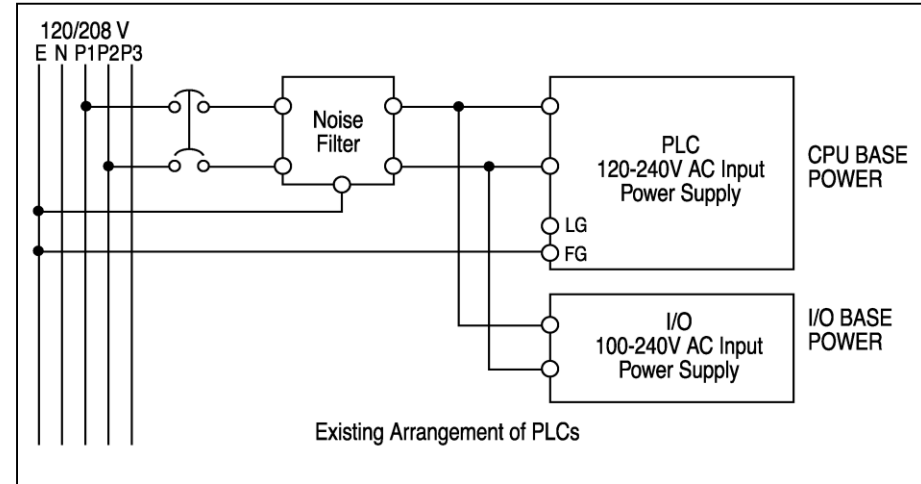 120/208 V
E N P1P2P3
Noise
Filter
PLC
120-240V AC Input
Power Supply
LG
FG
CPU BASE
POWER
I/O
100-240V AC Input
Power Supply
I/O BASE
POWER
Existing Arrangement of PLCs